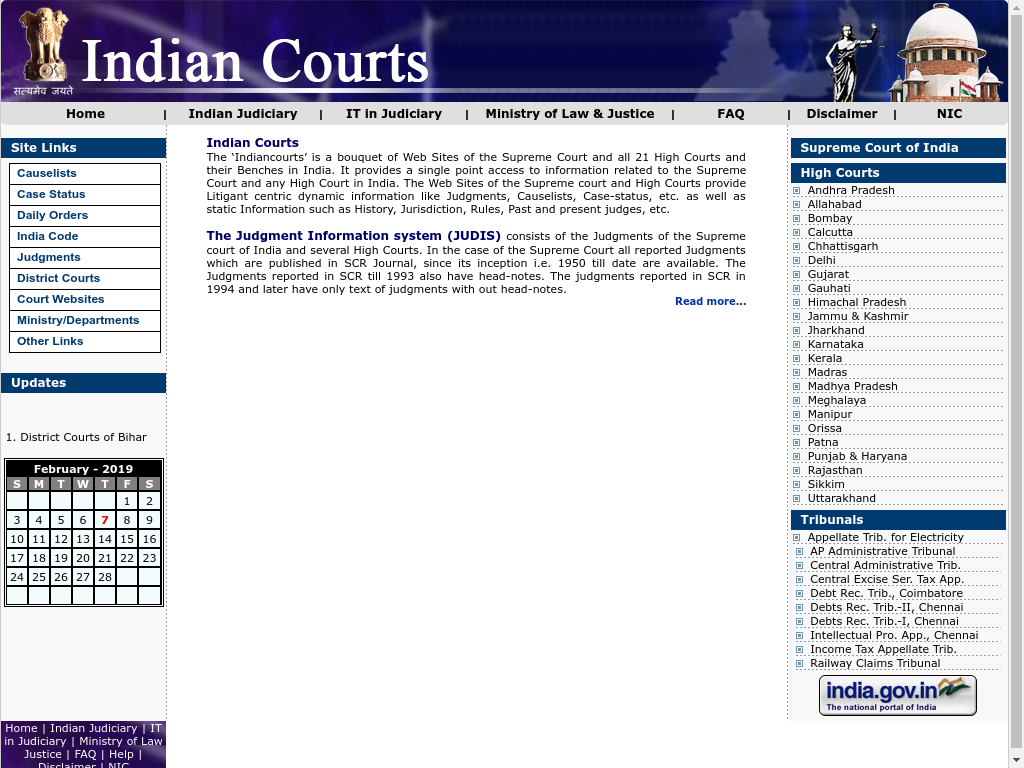 सत्यमेव जयते
Indian Courts
Home | Indian Judiciary | IT in Judiciary | Ministry of Law & Justice | FAQ | Disclaimer | NIC
Site Links
Causelists
Case Status
Daily Orders
India Code
Judgments
District Courts
Court Websites
Ministry/Departments
Other Links
Updates
1. District Courts of Bihar
February - 2019
S M T W T F S
1 2
3 4 5 6 7 8 9
10 11 12 13 14 15 16
17 18 19 20 21 22 23
24 25 26 27 28
Home | Indian Judiciary | IT
in Judiciary | Ministry of Law
Justice | FAQ | Help |
Disclaimer | NIC
Indian Courts
The ‘Indiancourts’ is a bouquet of Web Sites of the Supreme Court and all 21 High Courts and
their Benches in India. It provides a single point access to information related to the Supreme
Court and any High Court in India. The Web Sites of the Supreme court and High Courts provide
Litigant centric dynamic information like Judgments, Causelists, Case-status, etc. as well as
static Information such as History, Jurisdiction, Rules, Past and present judges, etc.
The Judgment Information system (JUDIS) consists of the Judgments of the Supreme
court of India and several High Courts. In the case of the Supreme Court all reported Judgments
which are published in SCR Journal, since its inception i.e. 1950 till date are available. The
Judgments reported in SCR till 1993 also have head-notes. The judgments reported in SCR in
1994 and later have only text of judgments with out head-notes.
Read more...
Supreme Court of India
High Courts
Andhra Pradesh
Allahabad
Bombay
Calcutta
Chhattisgarh
Delhi
Gujarat
Gauhati
Himachal Pradesh
Jammu & Kashmir
Jharkhand
Karnataka
Kerala
Madras
Madhya Pradesh
Meghalaya
Manipur
Orissa
Patna
Punjab & Haryana
Rajasthan
Sikkim
Uttarakhand
Tribunals
Appellate Trib. for Electricity
AP Administrative Tribunal
Central Administrative Trib.
Central Excise Ser. Tax App.
Debt Rec. Trib., Coimbatore
Debts Rec. Trib.-II, Chennai
Debts Rec. Trib.-I, Chennai
Intellectual Pro. App., Chennai
Income Tax Appellate Trib.
Railway Claims Tribunal
india.gov.in
The national portal of India